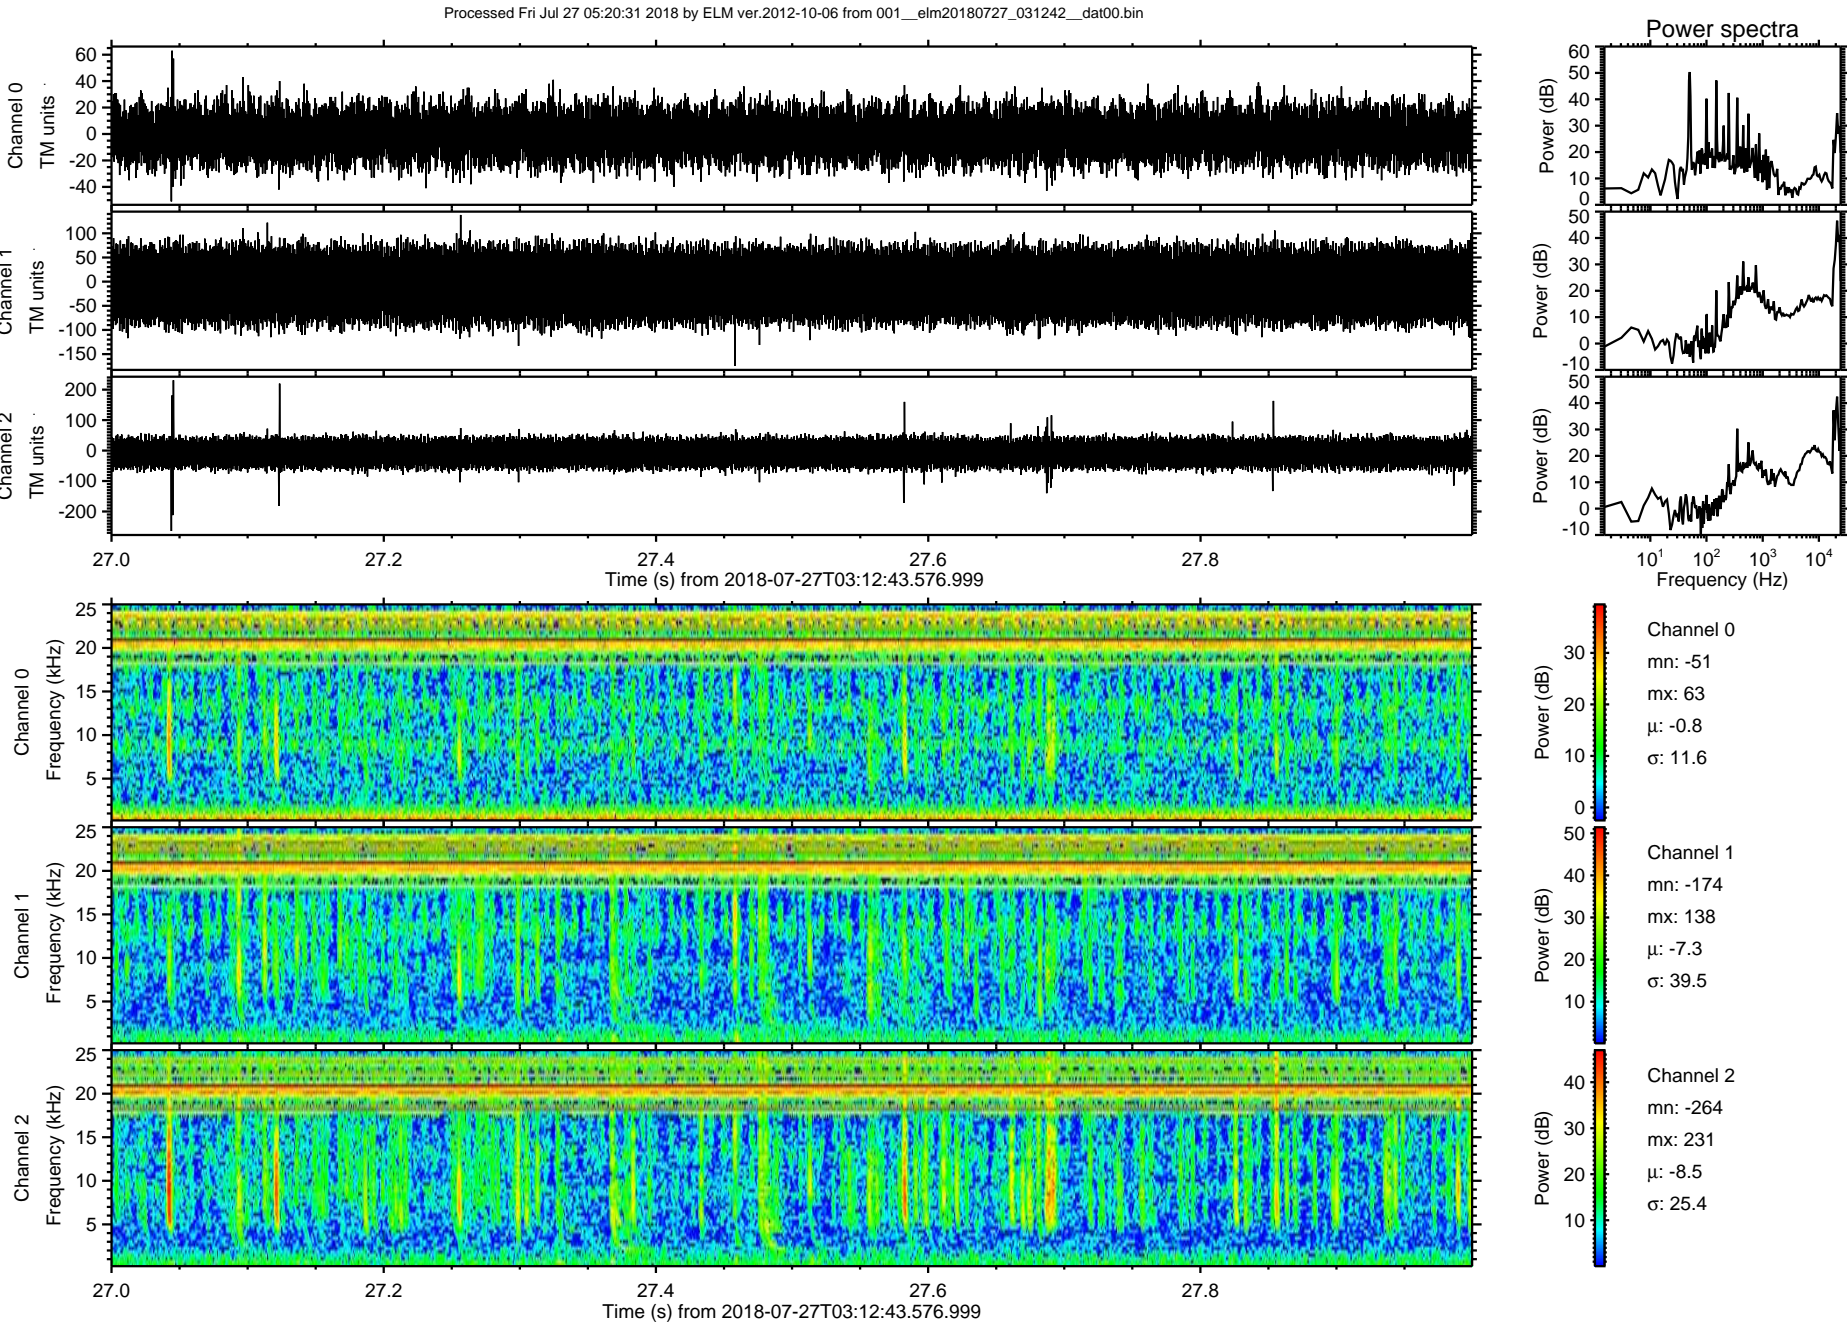 Processed Fri Jul 27 05:20:31 2018 by ELM ver.2012-10-06 from 001__elm20180727_031242__dat00.bin
Power spectra
Channel 0
TM units
60
40
20
0
-20
-40
Power (dB)
60
50
40
30
20
10
0
Channel 1
TM units
100
50
0
-50
-100
-150
Power (dB)
50
40
30
20
10
0
-10
Channel 2
TM units
200
100
0
-100
-200
Power (dB)
50
40
30
20
10
0
-10
27.0 27.2 27.4 27.6 27.8
Time (s) from 2018-07-27T03:12:43.576.999
10^1 10^2 10^3 10^4
Frequency (Hz)
Channel 0
Frequency (kHz)
25
20
15
10
5
Power (dB)
30
20
10
0
Channel 0
mn: -51
mx: 63
μ: -0.8
σ: 11.6
Channel 1
Frequency (kHz)
25
20
15
10
5
Power (dB)
50
40
30
20
10
Channel 1
mn: -174
mx: 138
μ: -7.3
σ: 39.5
Channel 2
Frequency (kHz)
25
20
15
10
5
Power (dB)
40
30
20
10
Channel 2
mn: -264
mx: 231
μ: -8.5
σ: 25.4
27.0 27.2 27.4 27.6 27.8
Time (s) from 2018-07-27T03:12:43.576.999